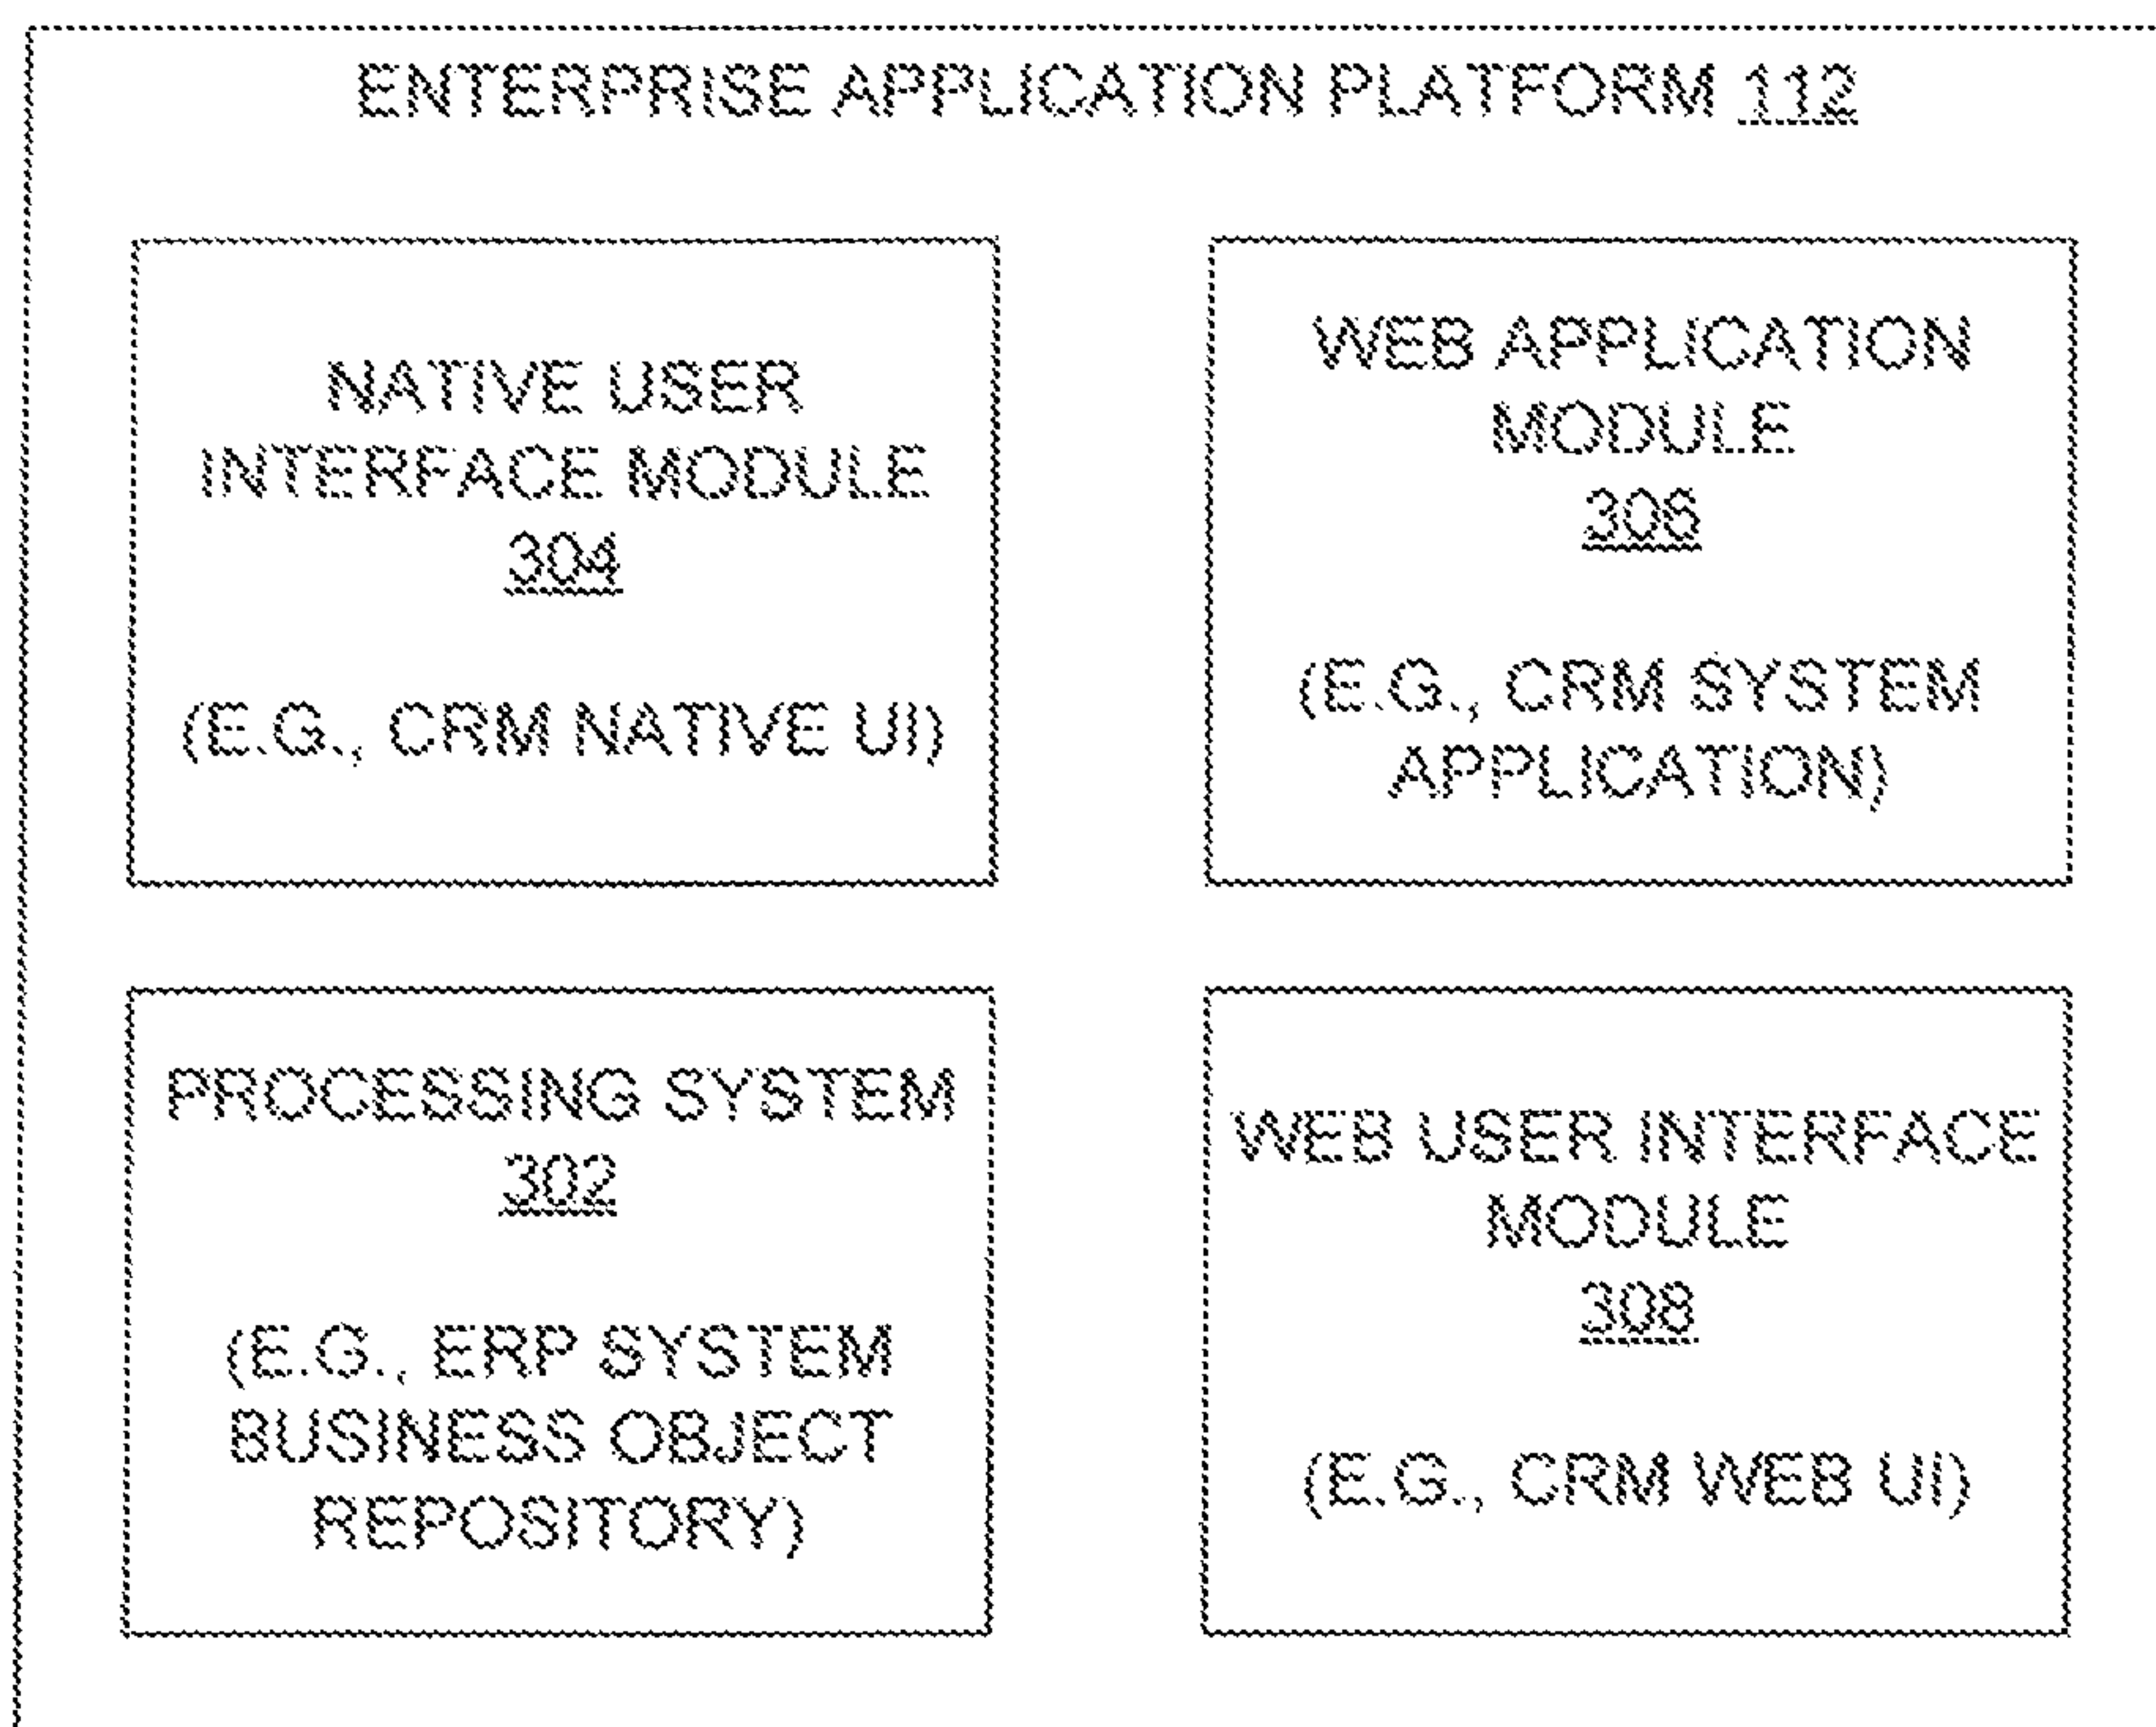 ENTERPRISE APPLICATION PLATFORM 112
NATIVE USER
INTERFACE MODULE
304
(E.G., CRM NATIVE UI)
WEB APPLICATION
MODULE
306
(E.G., CRM SYSTEM
APPLICATION)
PROCESSING SYSTEM
302
(E.G., ERP SYSTEM
BUSINESS OBJECT
REPOSITORY)
WEB USER INTERFACE
MODULE
308
(E.G., CRM WEB UI)